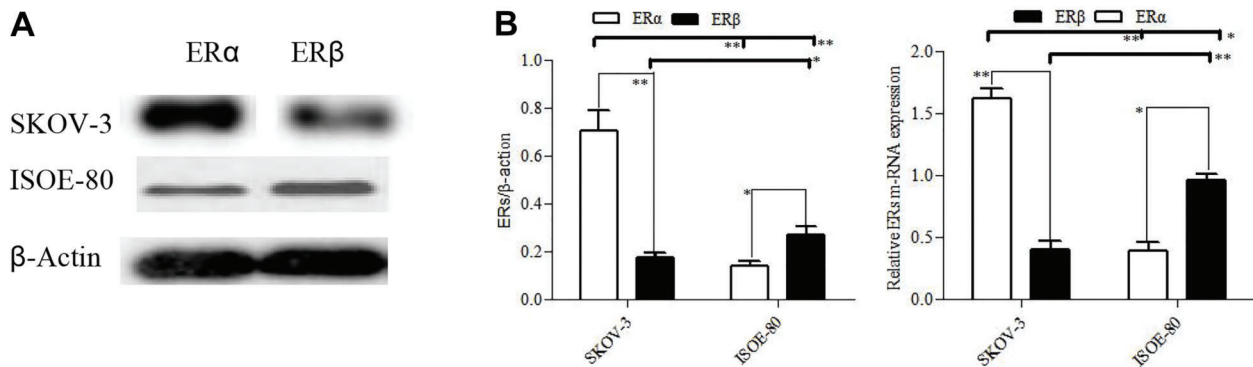 A
ERα ERβ
SKOV-3
ISOE-80
β-Actin
B
ERα ERβ
** **
*
**
*
ERs/β-action
1.0
0.8
0.6
0.4
0.2
0.0
SKOV-3
ISOE-80
ERβ ERα
** *
**
**
*
Relative ERs m-RNA expression
2.0
1.5
1.0
0.5
0.0
SKOV-3
ISOE-80